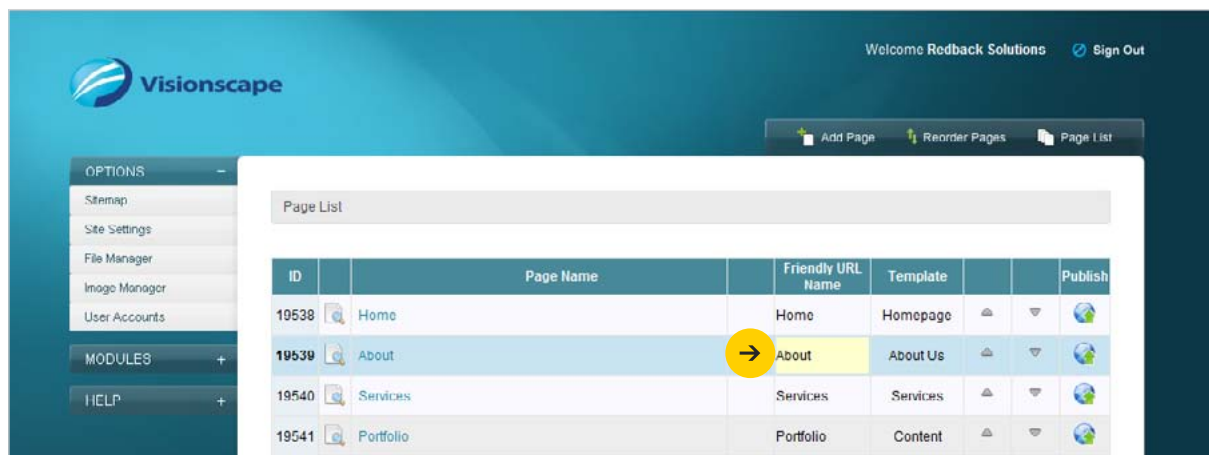 Welcome Redback Solutions Sign Out
Visionscape
Add Page Reorder Pages Page List
OPTIONS –
Sitemap
Site Settings
File Manager
Image Manager
User Accounts
MODULES +
HELP +
Page List
ID Page Name Friendly URL Name Template Publish
19538 Home Home Homepage
19539 About About About Us
19540 Services Services Services
19541 Portfolio Portfolio Content